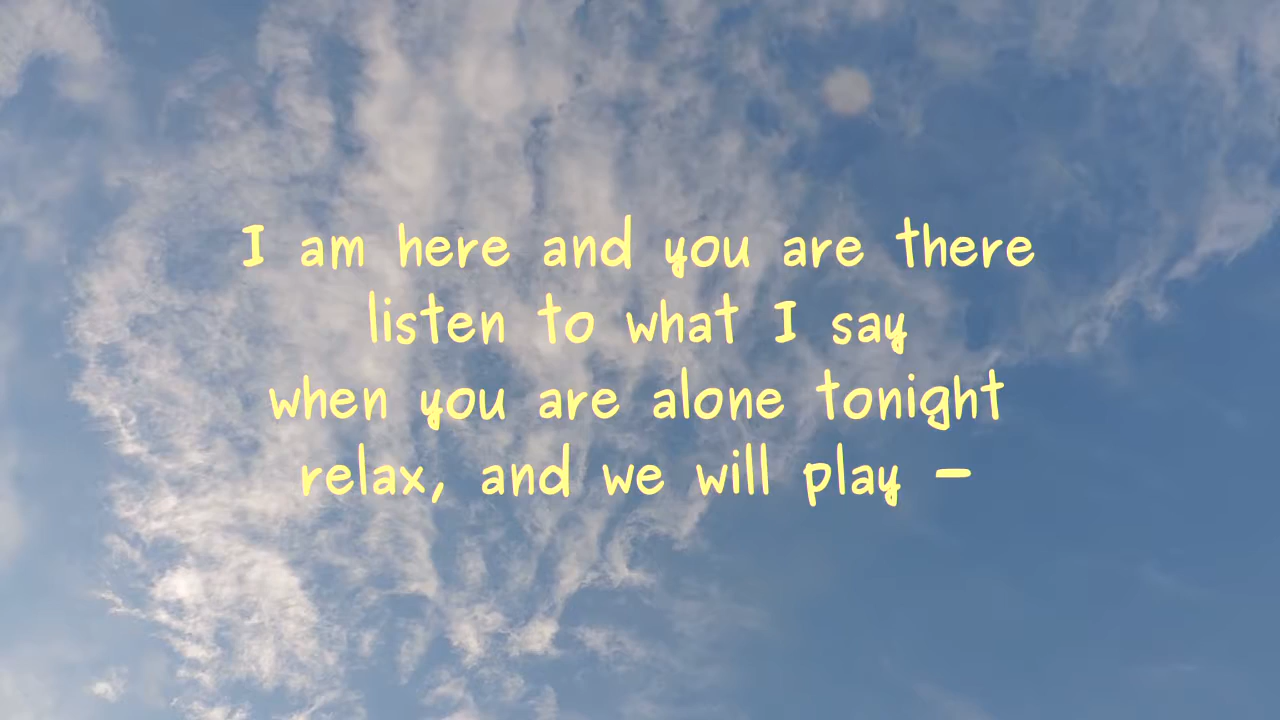 I am here and you are there
listen to what I say
when you are alone tonight
relax, and we will play –